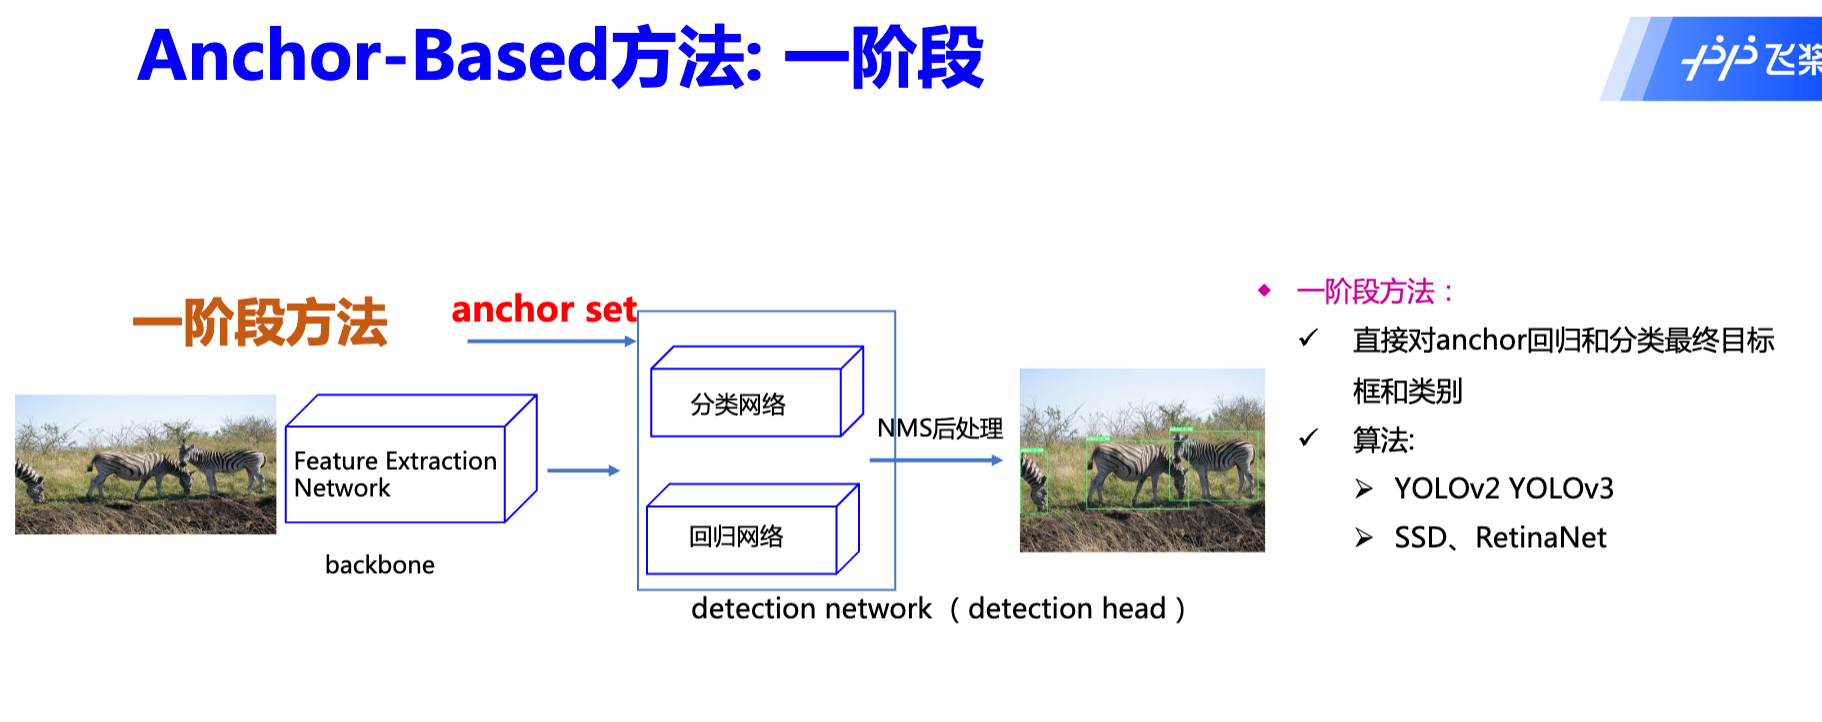 Anchor-Based方法: 一阶段
飞桨
一阶段方法
anchor set
Feature Extraction
Network
backbone
分类网络
回归网络
detection network（detection head）
NMS后处理
一阶段方法：
直接对anchor回归和分类最终目标
框和类别
算法:
YOLOv2 YOLOv3
SSD、RetinaNet